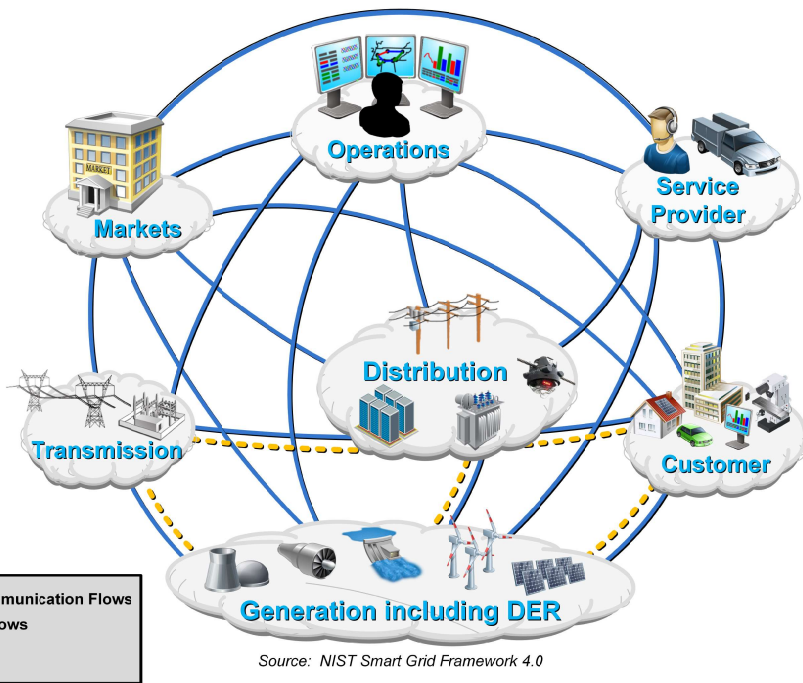 Operations
MARKET
Markets
Service
Provider
Distribution
Transmission
Customer
Generation including DER
munication Flows
ows
Source: NIST Smart Grid Framework 4.0